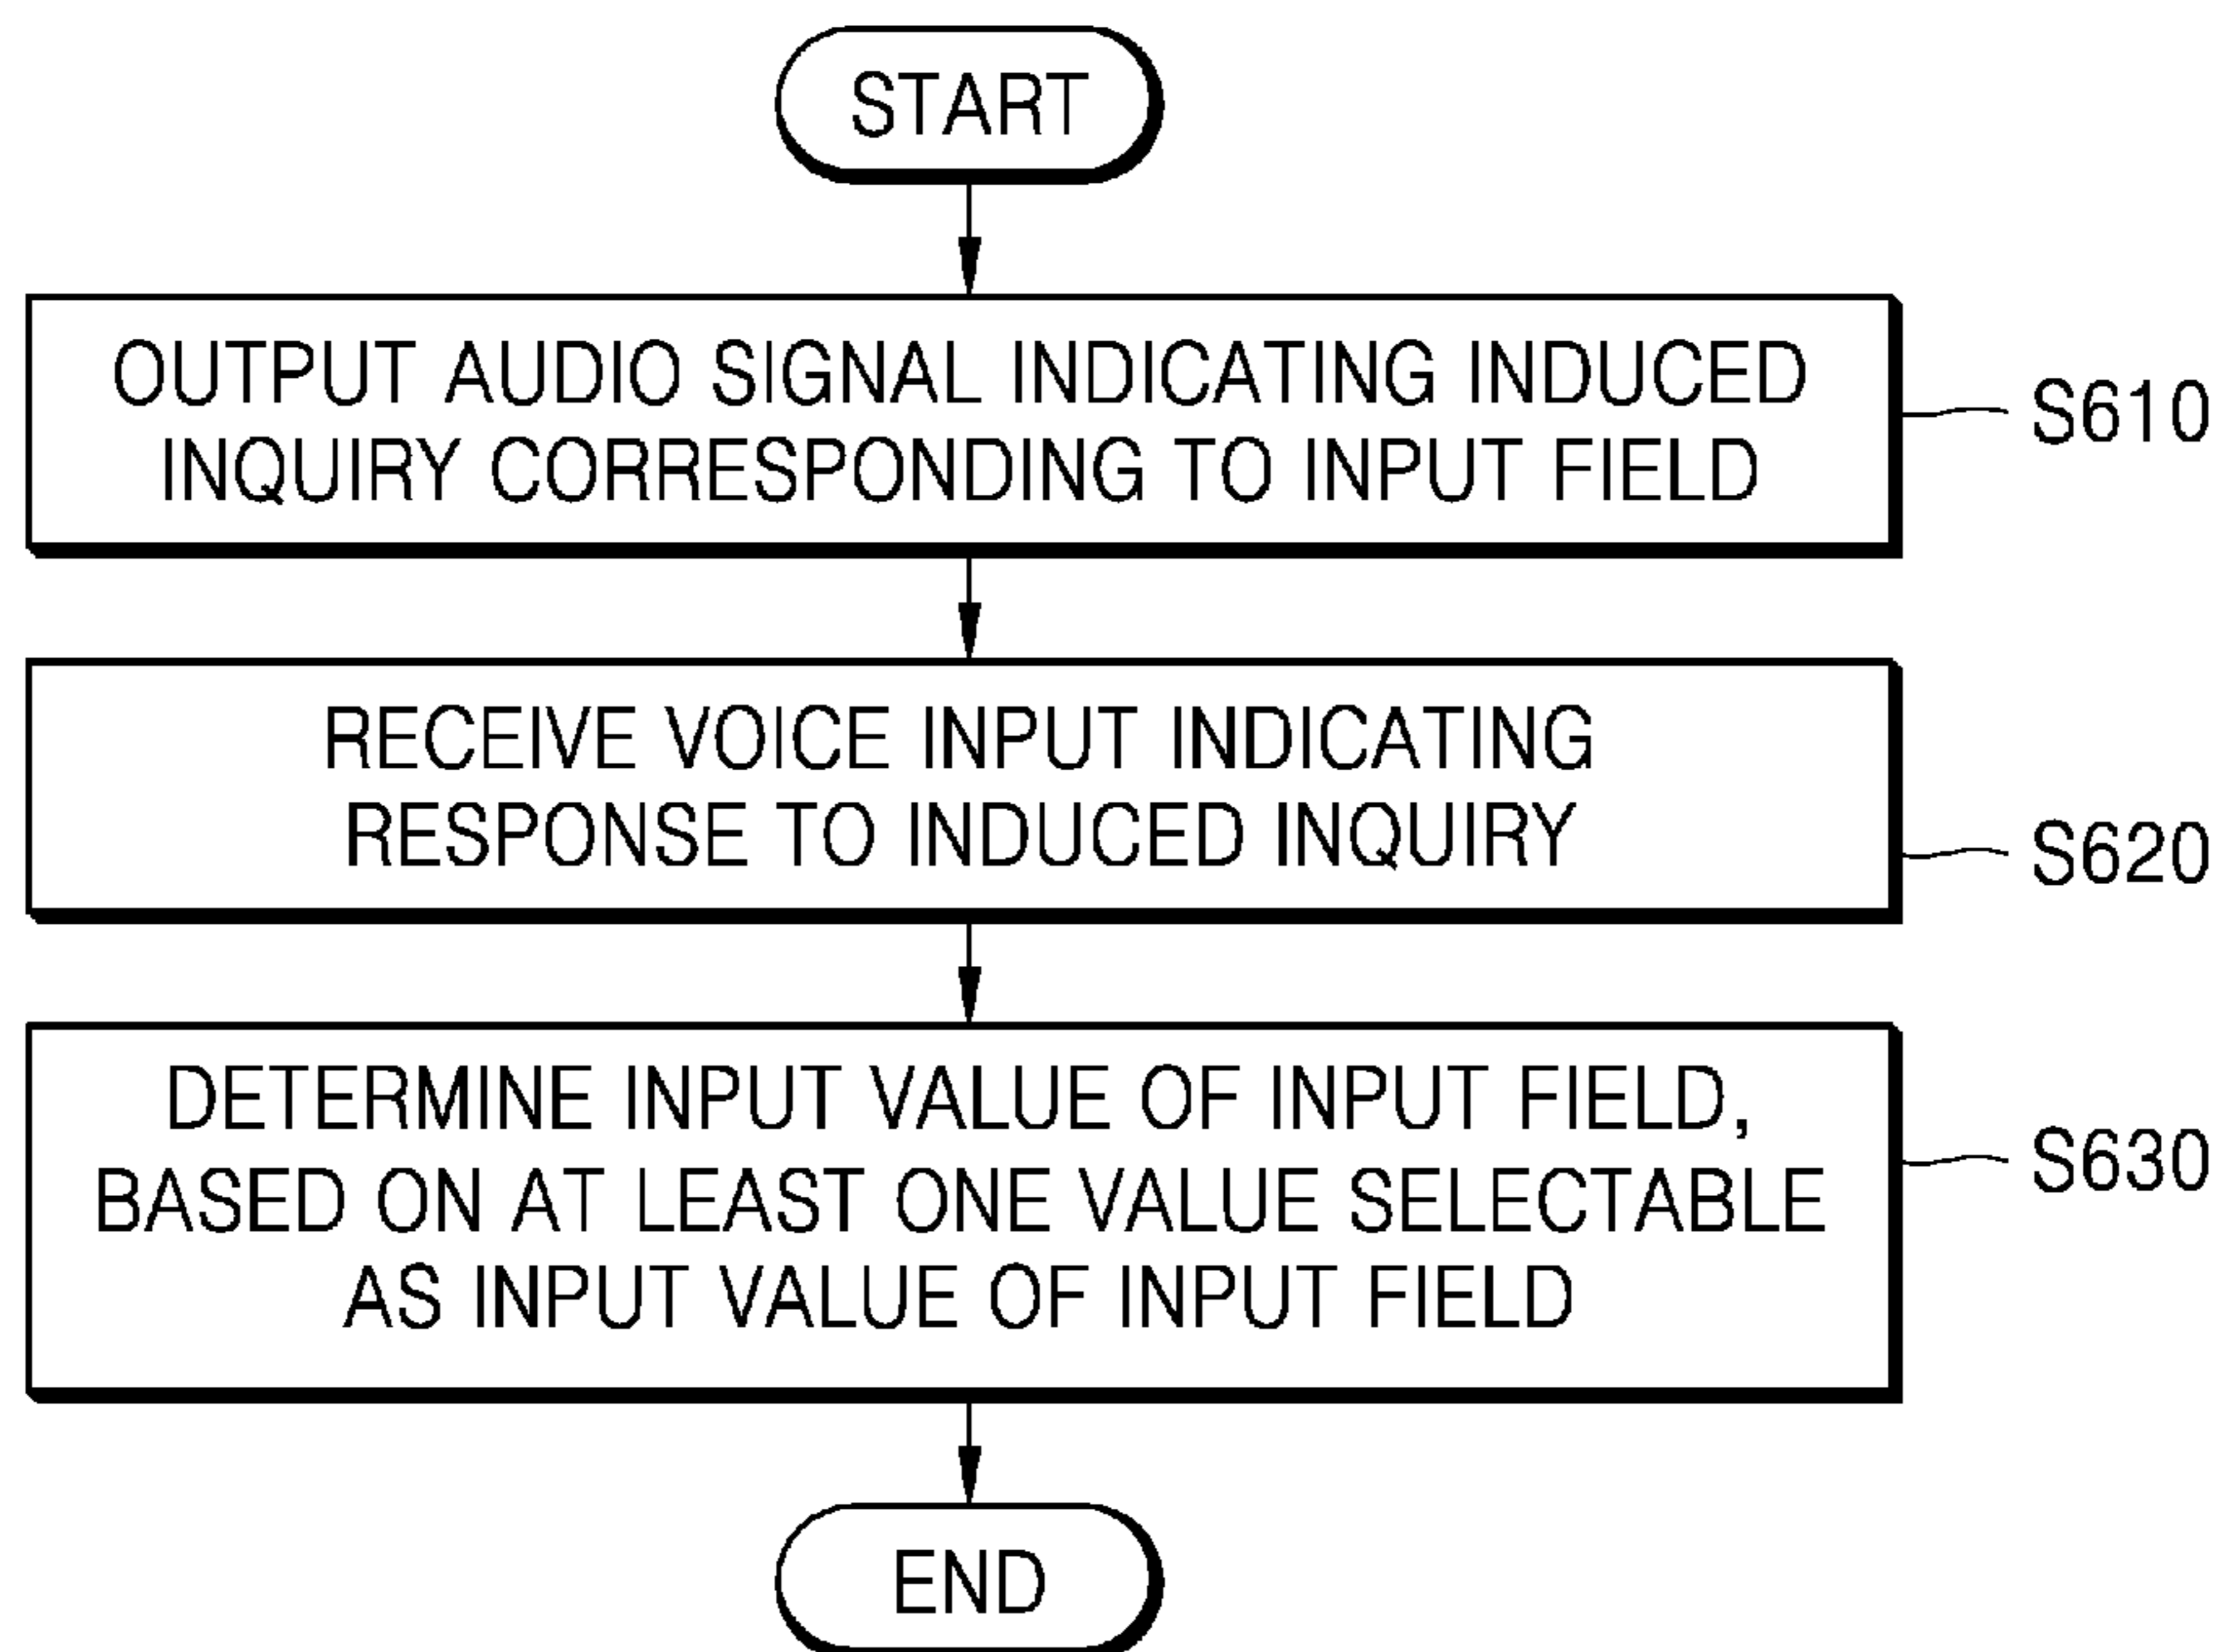 START
OUTPUT AUDIO SIGNAL INDICATING INDUCED
INQUIRY CORRESPONDING TO INPUT FIELD
S610
RECEIVE VOICE INPUT INDICATING
RESPONSE TO INDUCED INQUIRY
S620
DETERMINE INPUT VALUE OF INPUT FIELD,
BASED ON AT LEAST ONE VALUE SELECTABLE
AS INPUT VALUE OF INPUT FIELD
S630
END